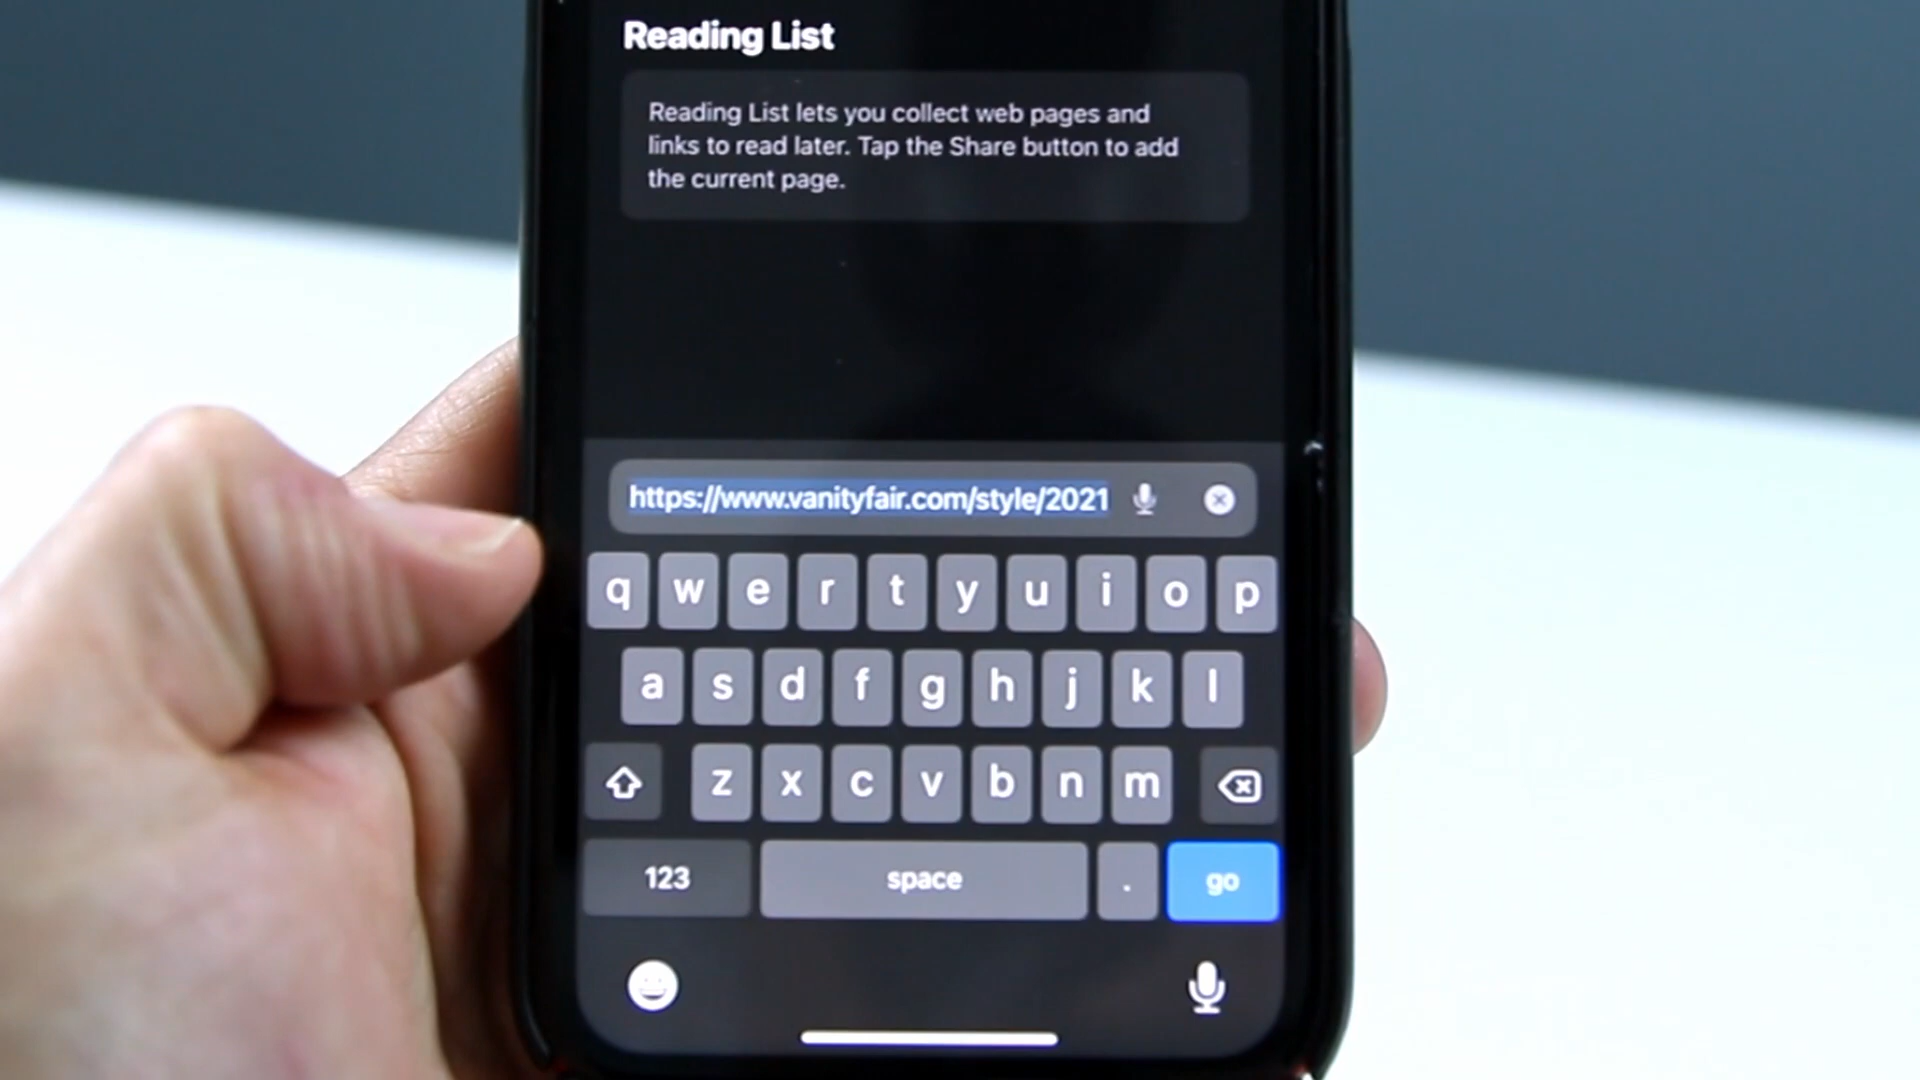 Reading List
Reading List lets you collect web pages and
links to read later. Tap the Share button to add
the current page.
https://www.vanityfair.com/style/2021
q w e r t y u i o p
a s d f g h j k l
z x c v b n m
123 space . go